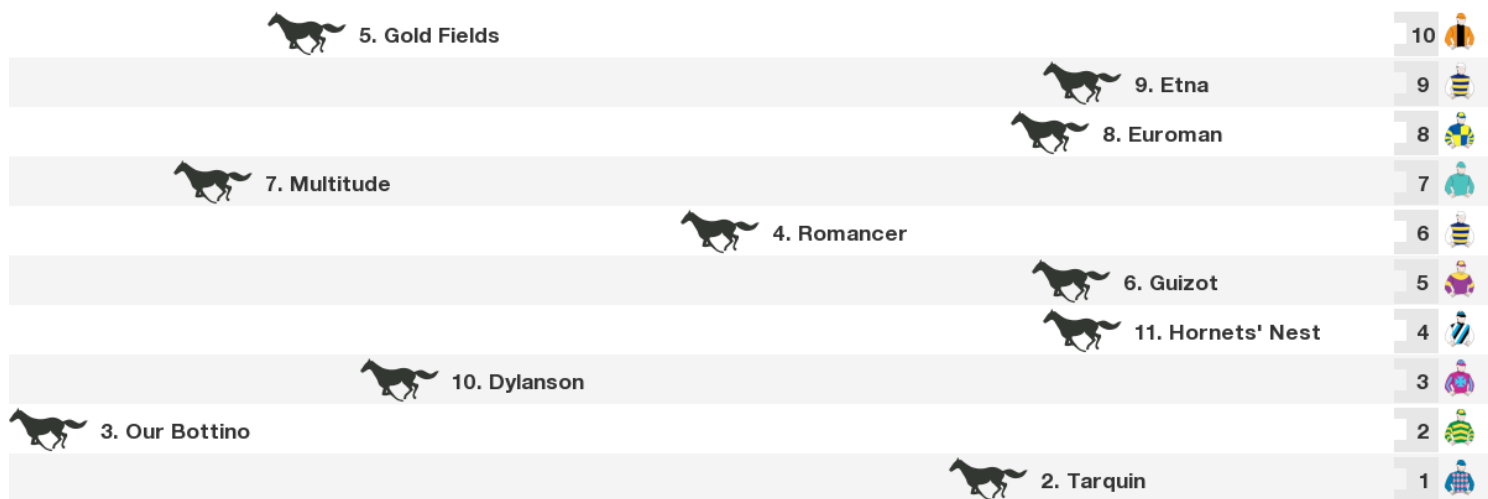 5. Gold Fields 10
9. Etna 9
8. Euroman 8
7. Multitude 7
4. Romancer 6
6. Guizot 5
11. Hornets' Nest 4
10. Dylanson 3
3. Our Bottino 2
2. Tarquin 1